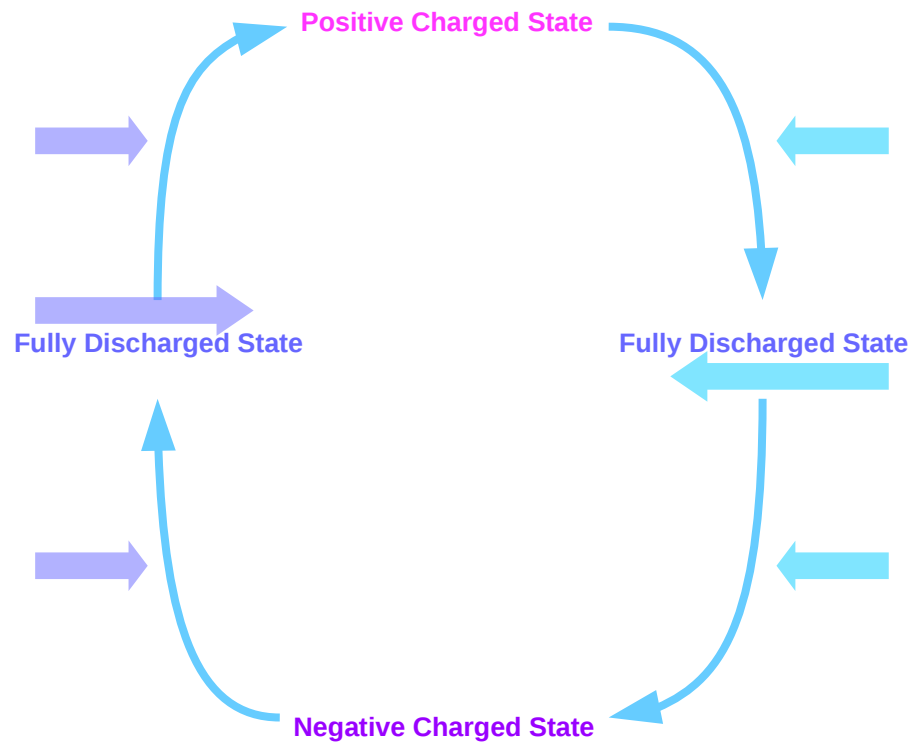 Positive Charged State
Fully Discharged State
Fully Discharged State
Negative Charged State